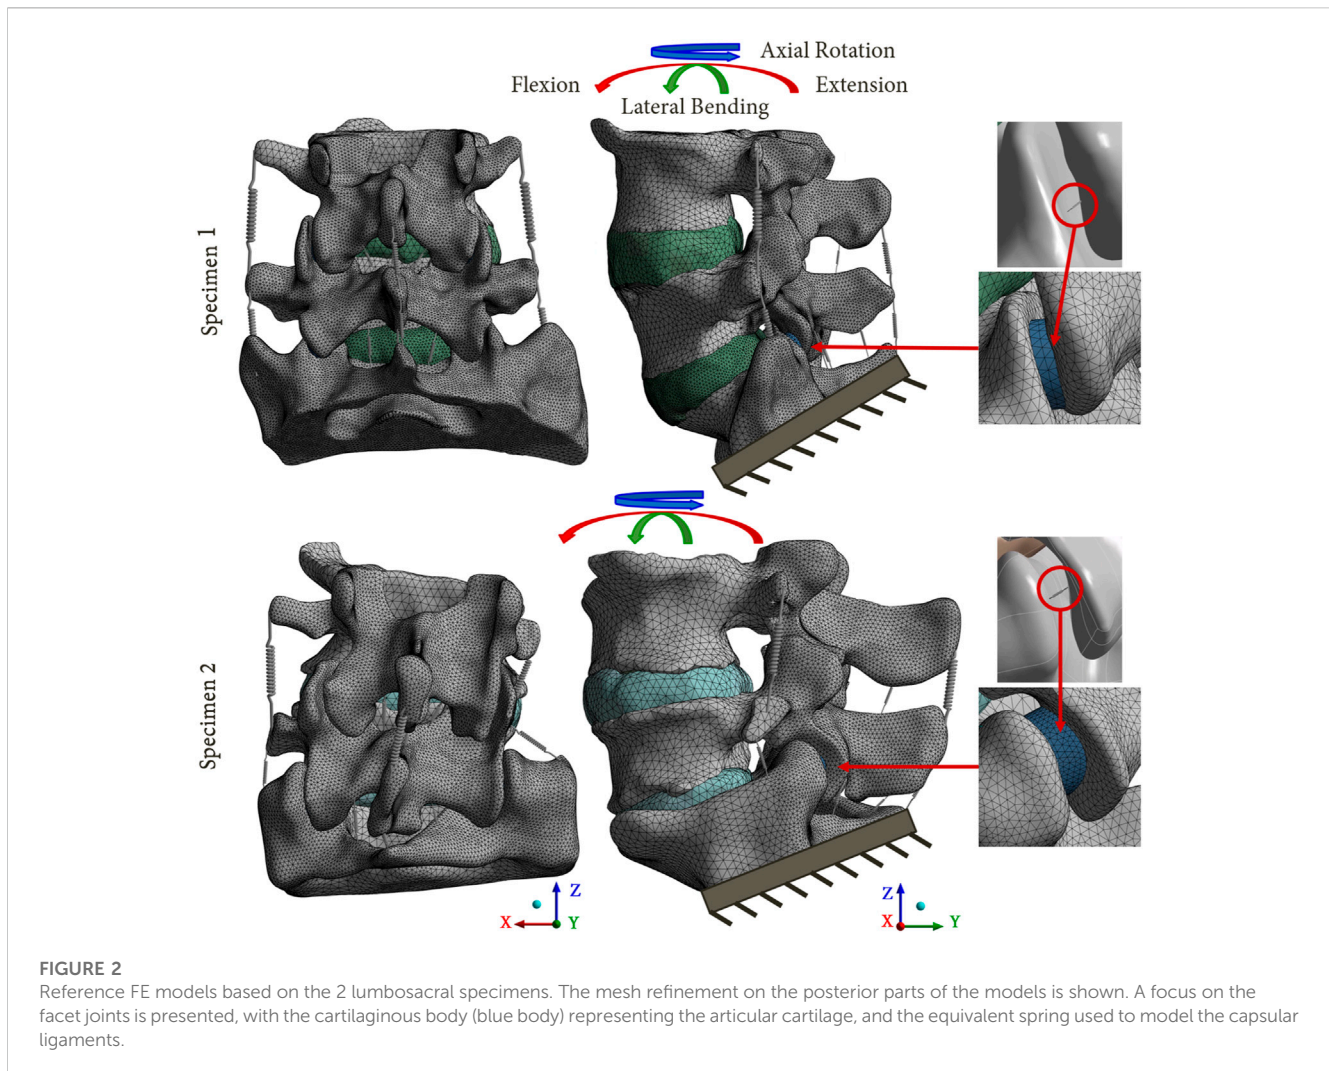 Axial Rotation
Flexion
Extension
Lateral Bending
Specimen 1
Specimen 2
Z
X
Y
Z
X
Y
FIGURE 2
Reference FE models based on the 2 lumbosacral specimens. The mesh refinement on the posterior parts of the models is shown. A focus on the
facet joints is presented, with the cartilaginous body (blue body) representing the articular cartilage, and the equivalent spring used to model the capsular
ligaments.